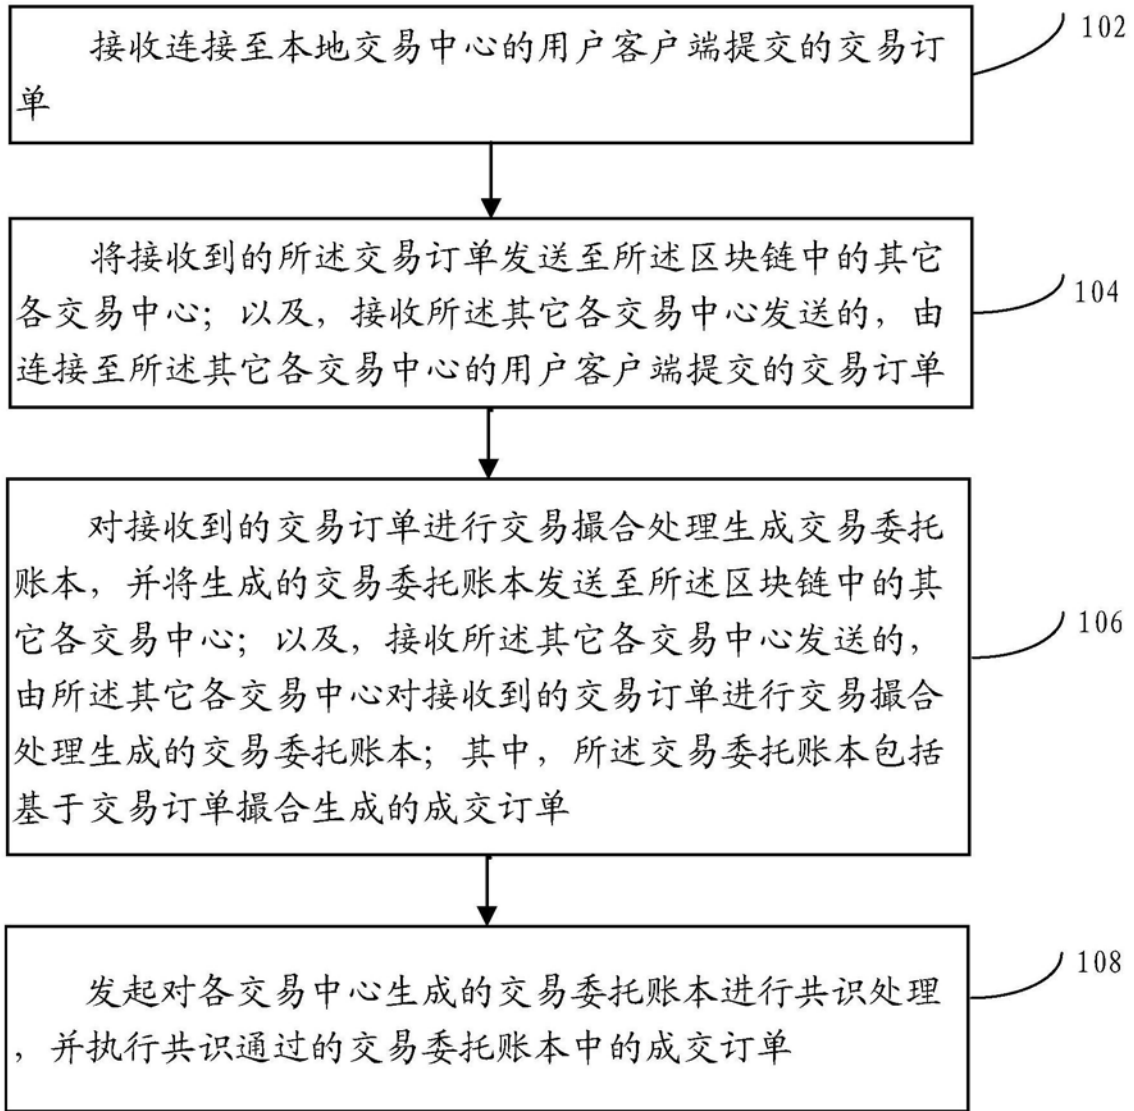 接收连接至本地交易中心的用户客户端提交的交易订
单
102
将接收到的所述交易订单发送至所述区块链中的其它
各交易中心；以及，接收所述其它各交易中心发送的，由
连接至所述其它各交易中心的用户客户端提交的交易订单
104
对接收到的交易订单进行交易撮合处理生成交易委托
账本，并将生成的交易委托账本发送至所述区块链中的其
它各交易中心；以及，接收所述其它各交易中心发送的，
由所述其它各交易中心对接收到的交易订单进行交易撮合
处理生成的交易委托账本；其中，所述交易委托账本包括
基于交易订单撮合生成的成交订单
106
发起对各交易中心生成的交易委托账本进行共识处理
，并执行共识通过的交易委托账本中的成交订单
108